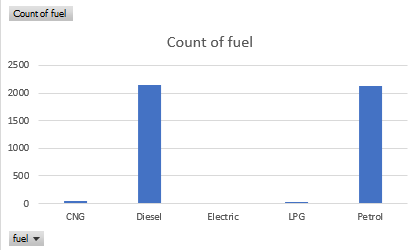 Count of fuel
Count of fuel
2500
2000
1500
1000
500
0
CNG Diesel Electric LPG Petrol
fuel